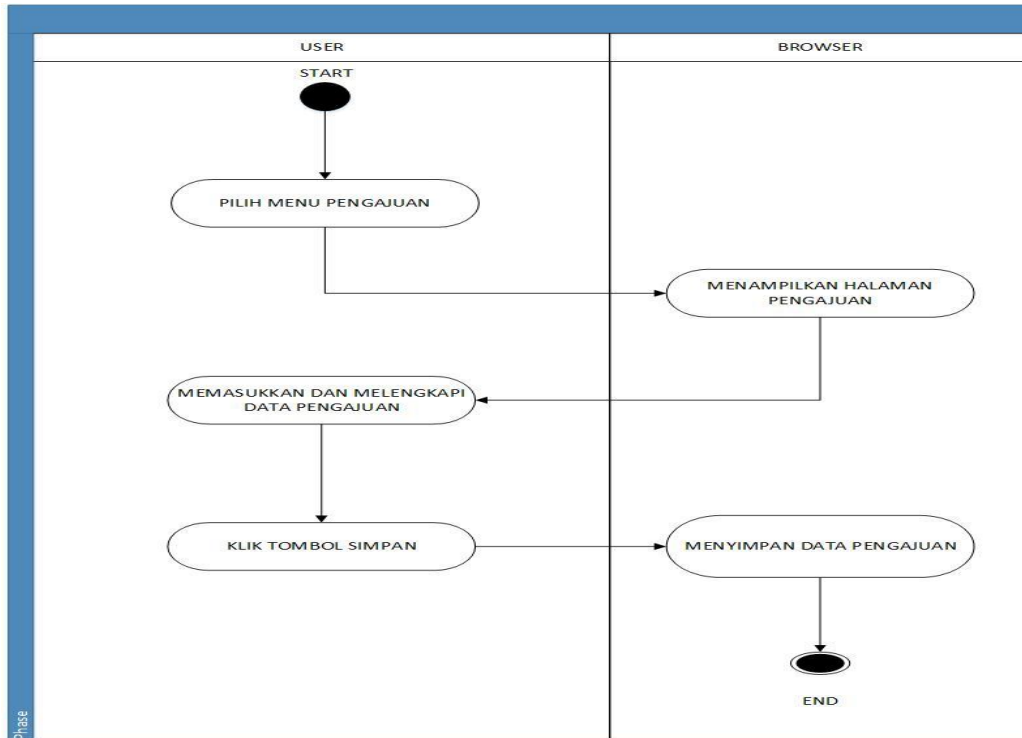 USER
BROWSER
START
PILIH MENU PENGAJUAN
MENAMPILKAN HALAMAN
PENGAJUAN
MEMASUKKAN DAN MELENGKAPI
DATA PENGAJUAN
KLIK TOMBOL SIMPAN
MENYIMPAN DATA PENGAJUAN
END
Phase